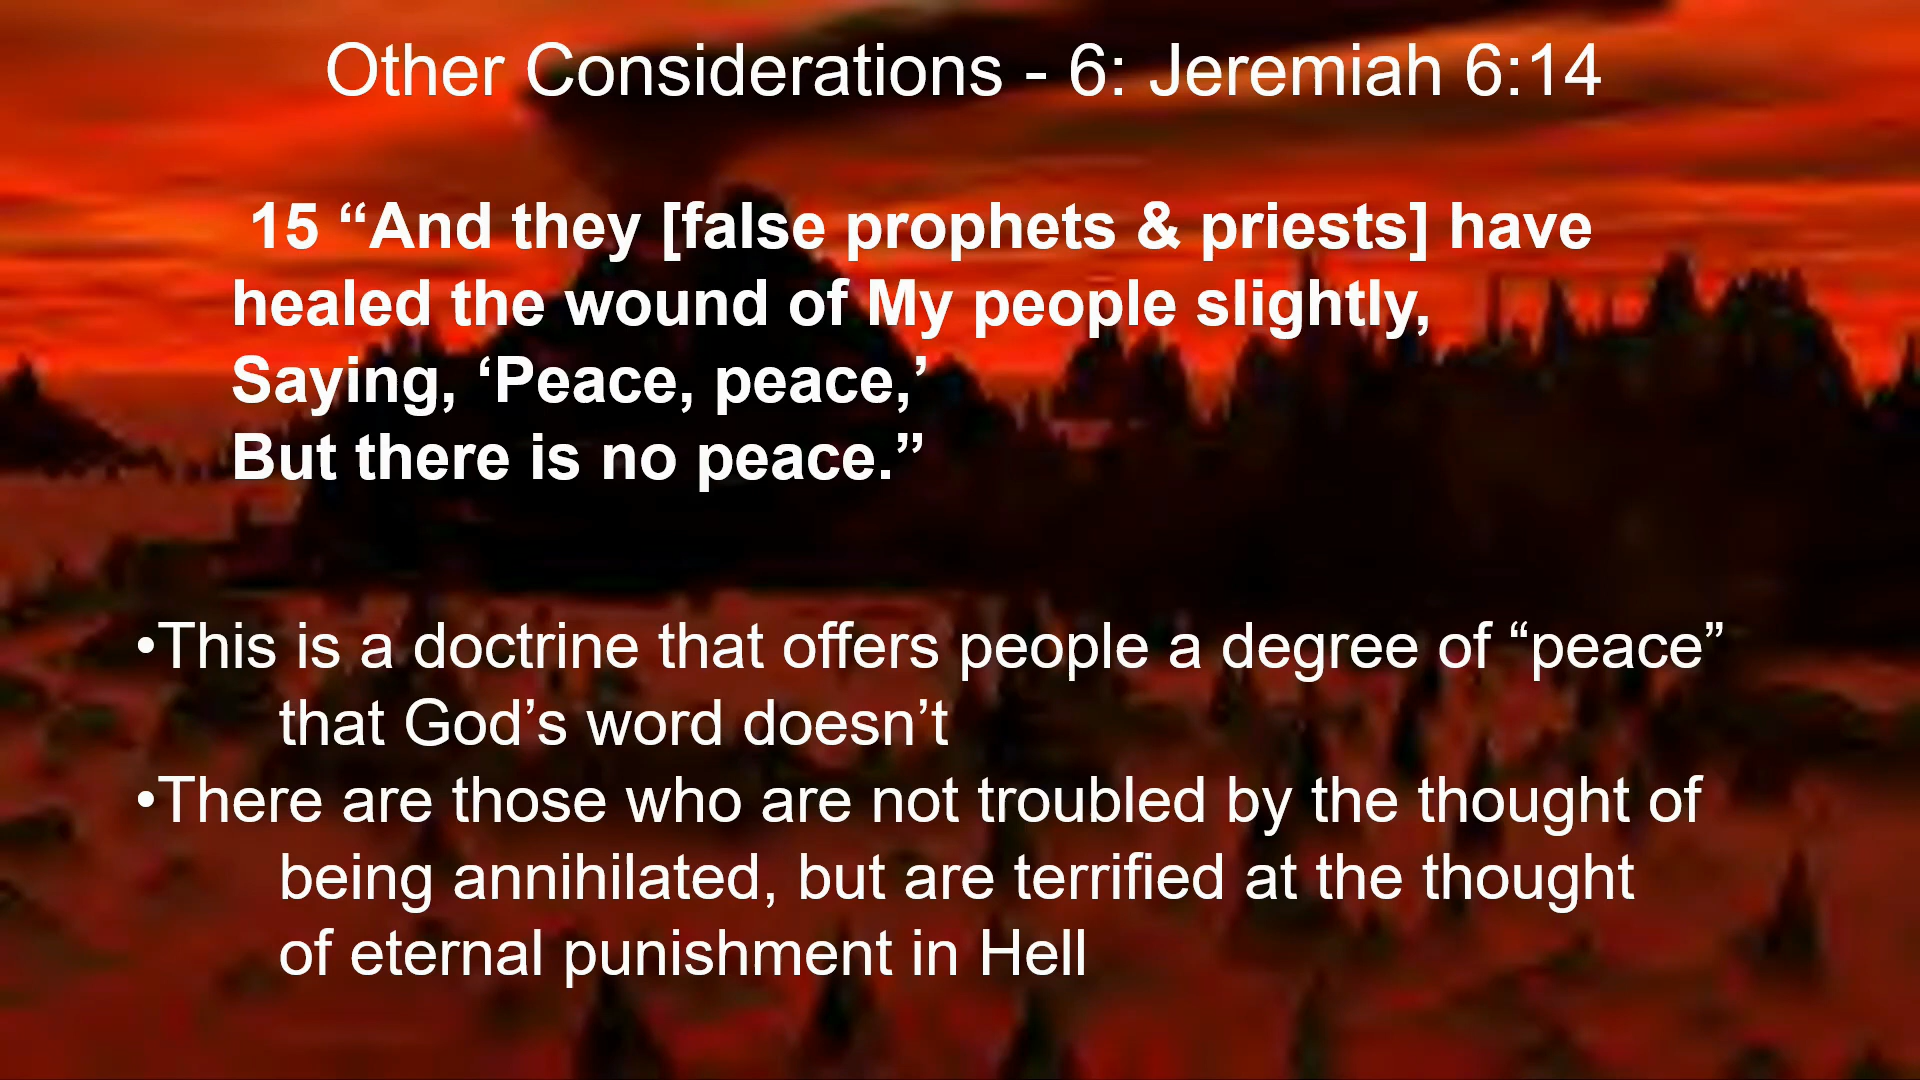 Other Considerations - 6: Jeremiah 6:14
15 “And they [false prophets & priests] have
healed the wound of My people slightly,
Saying, ‘Peace, peace,’
But there is no peace.”
•This is a doctrine that offers people a degree of “peace”
that God’s word doesn’t
•There are those who are not troubled by the thought of
being annihilated, but are terrified at the thought
of eternal punishment in Hell